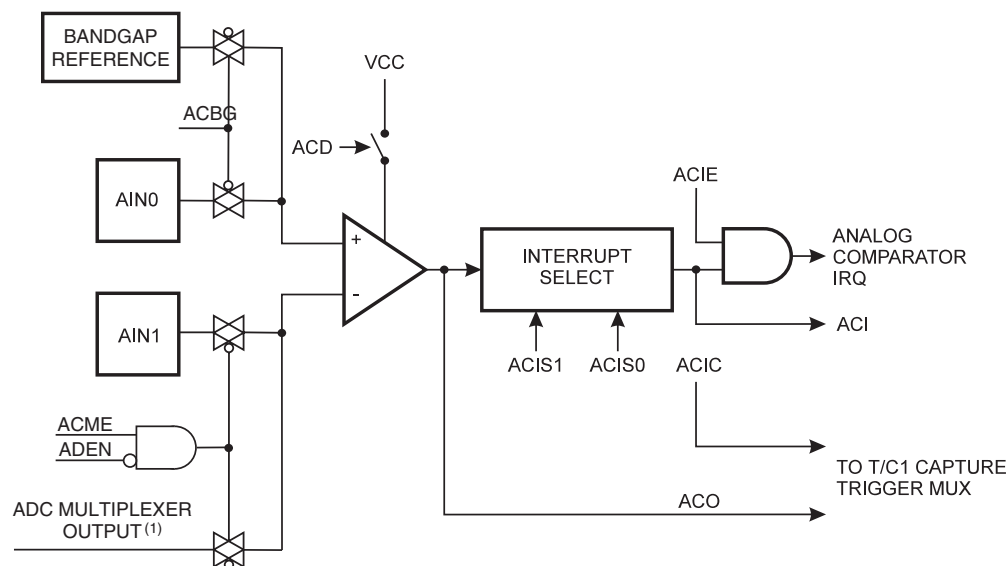 BANDGAP
REFERENCE
VCC
ACBG
ACD
AIN0
ACIE
+
INTERRUPT
SELECT
ANALOG
COMPARATOR
IRQ
-
AIN1
ACI
ACIS1
ACIS0
ACIC
ACME
ADEN
TO T/C1 CAPTURE
TRIGGER MUX
ADC MULTIPLEXER
OUTPUT (1)
ACO